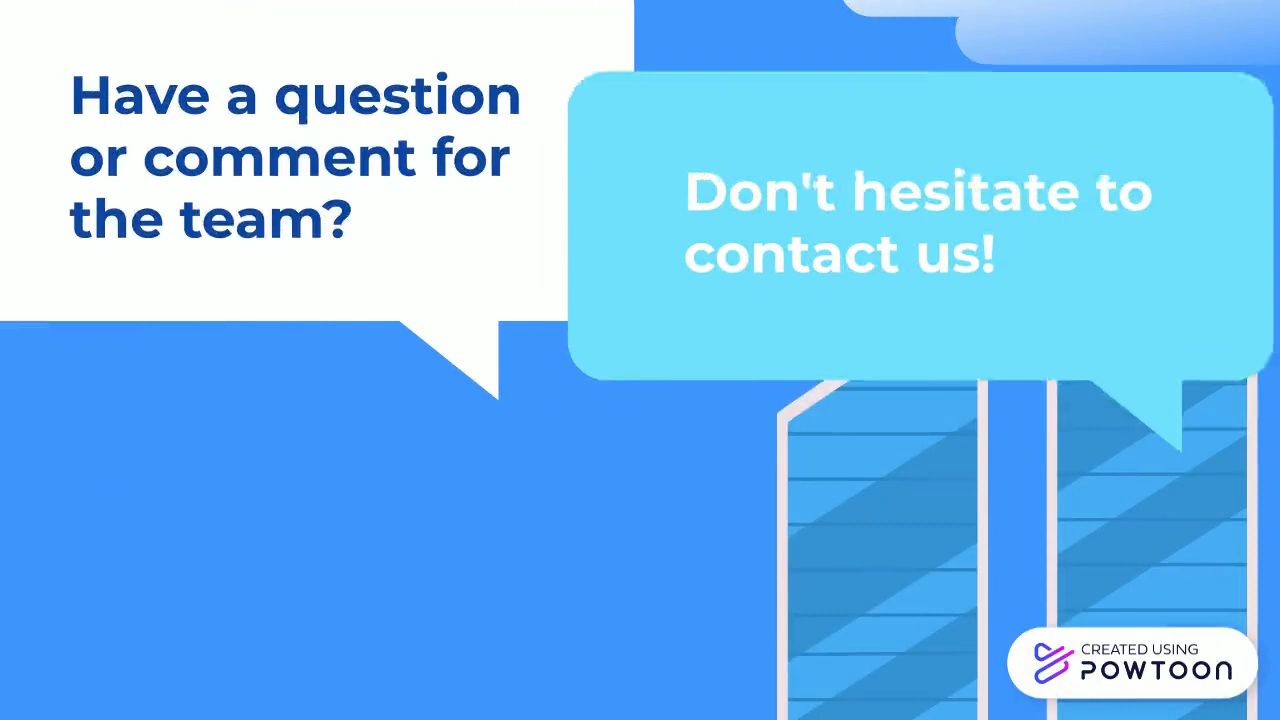 Have a question
or comment for
the team?
Don't hesitate to
contact us!
CREATED USING
POWTOON